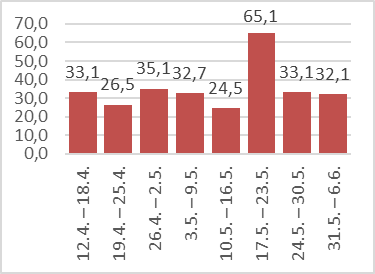 70,0
60,0
50,0
40,0
30,0
20,0
10,0
0,0
33,1
26,5
35,1
32,7
24,5
65,1
33,1
32,1
12.4. – 18.4.
19.4. – 25.4.
26.4. – 2.5.
3.5. – 9.5.
10.5. – 16.5.
17.5. – 23.5.
24.5. – 30.5.
31.5. – 6.6.